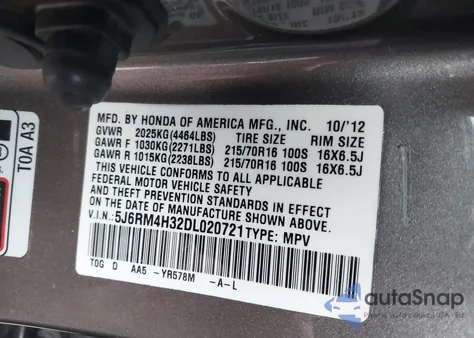 MFD. BY HONDA OF AMERICA MFG., INC. 10/'12
GVWR 2025KG(4464LBS) TIRE SIZE RIM SIZE
GAWR F 1030KG(2271LBS) 215/70R16 100S 16X6.5J
GAWR R 1015KG(2238LBS) 215/70R16 100S 16X6.5J
THIS VEHICLE CONFORMS TO ALL APPLICABLE
FEDERAL MOTOR VEHICLE SAFETY
AND THEFT PREVENTION STANDARDS IN EFFECT
ON THE DATE OF MANUFACTURE SHOWN ABOVE.
V.I.N.: 5J6RM4H32DL020721 TYPE: MPV
TOG D AA5 -YR578M -A-L
TOA A3
autoSnap